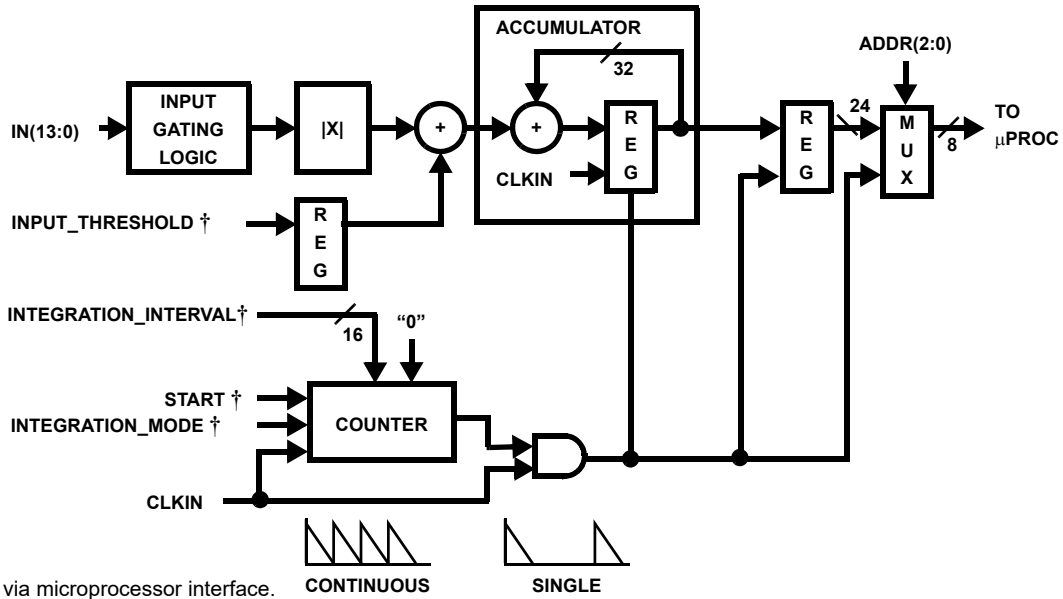 ACCUMULATOR
ADDR(2:0)
32
INPUT
GATING
LOGIC
|X|
+
+
R
E
G
R
E
G
24
M
U
X
TO
μPROC
8
IN(13:0)
CLKIN
INPUT_THRESHOLD †
R
E
G
INTEGRATION_INTERVAL†
16
“0”
START †
INTEGRATION_MODE †
COUNTER
CLKIN
CONTINUOUS
SINGLE
via microprocessor interface.